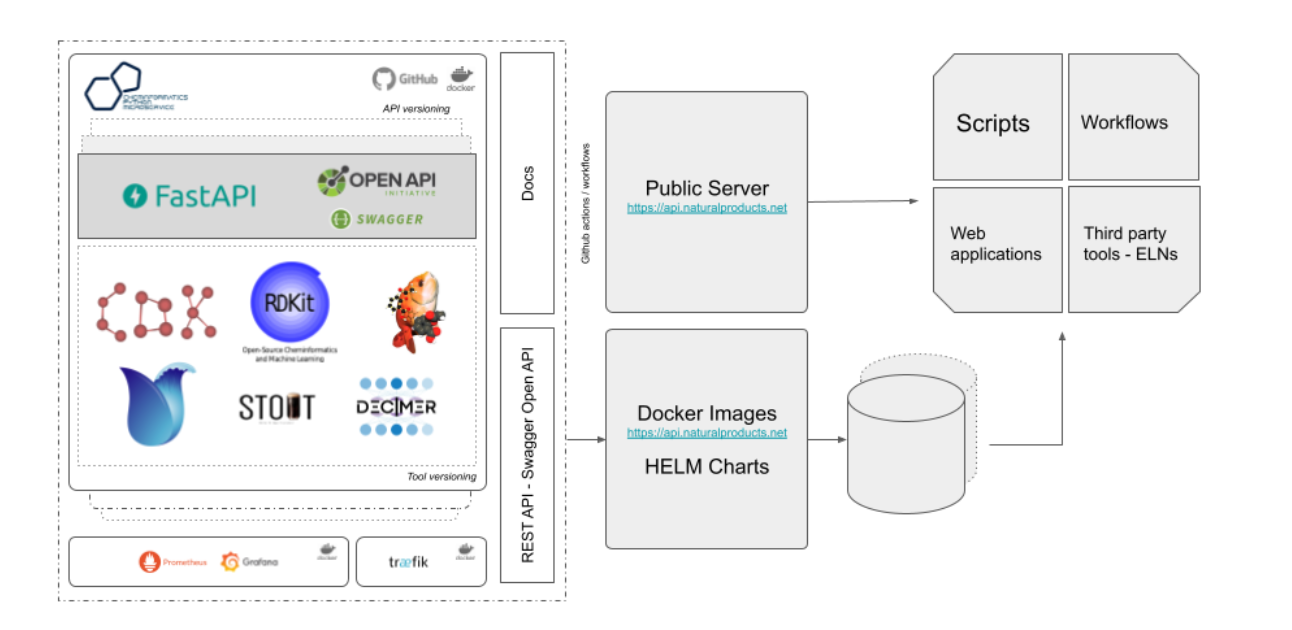 CHEMINFORMATICS
PYTHON
MICROSERVICE
GitHub
docker
API versioning
FastAPI
OPEN API
INITIATIVE
SWAGGER
CDK
RDKit
Open-Source Cheminformatics
and Machine Learning
STOUT
DECIMER
Tool versioning
Prometheus
Grafana
docker
træfik
docker
Docs
REST API - Swagger Open API
Github actions / workflows
Public Server
https://api.naturalproducts.net
Docker Images
https://api.naturalproducts.net
HELM Charts
Scripts
Workflows
Web
applications
Third party
tools - ELNs